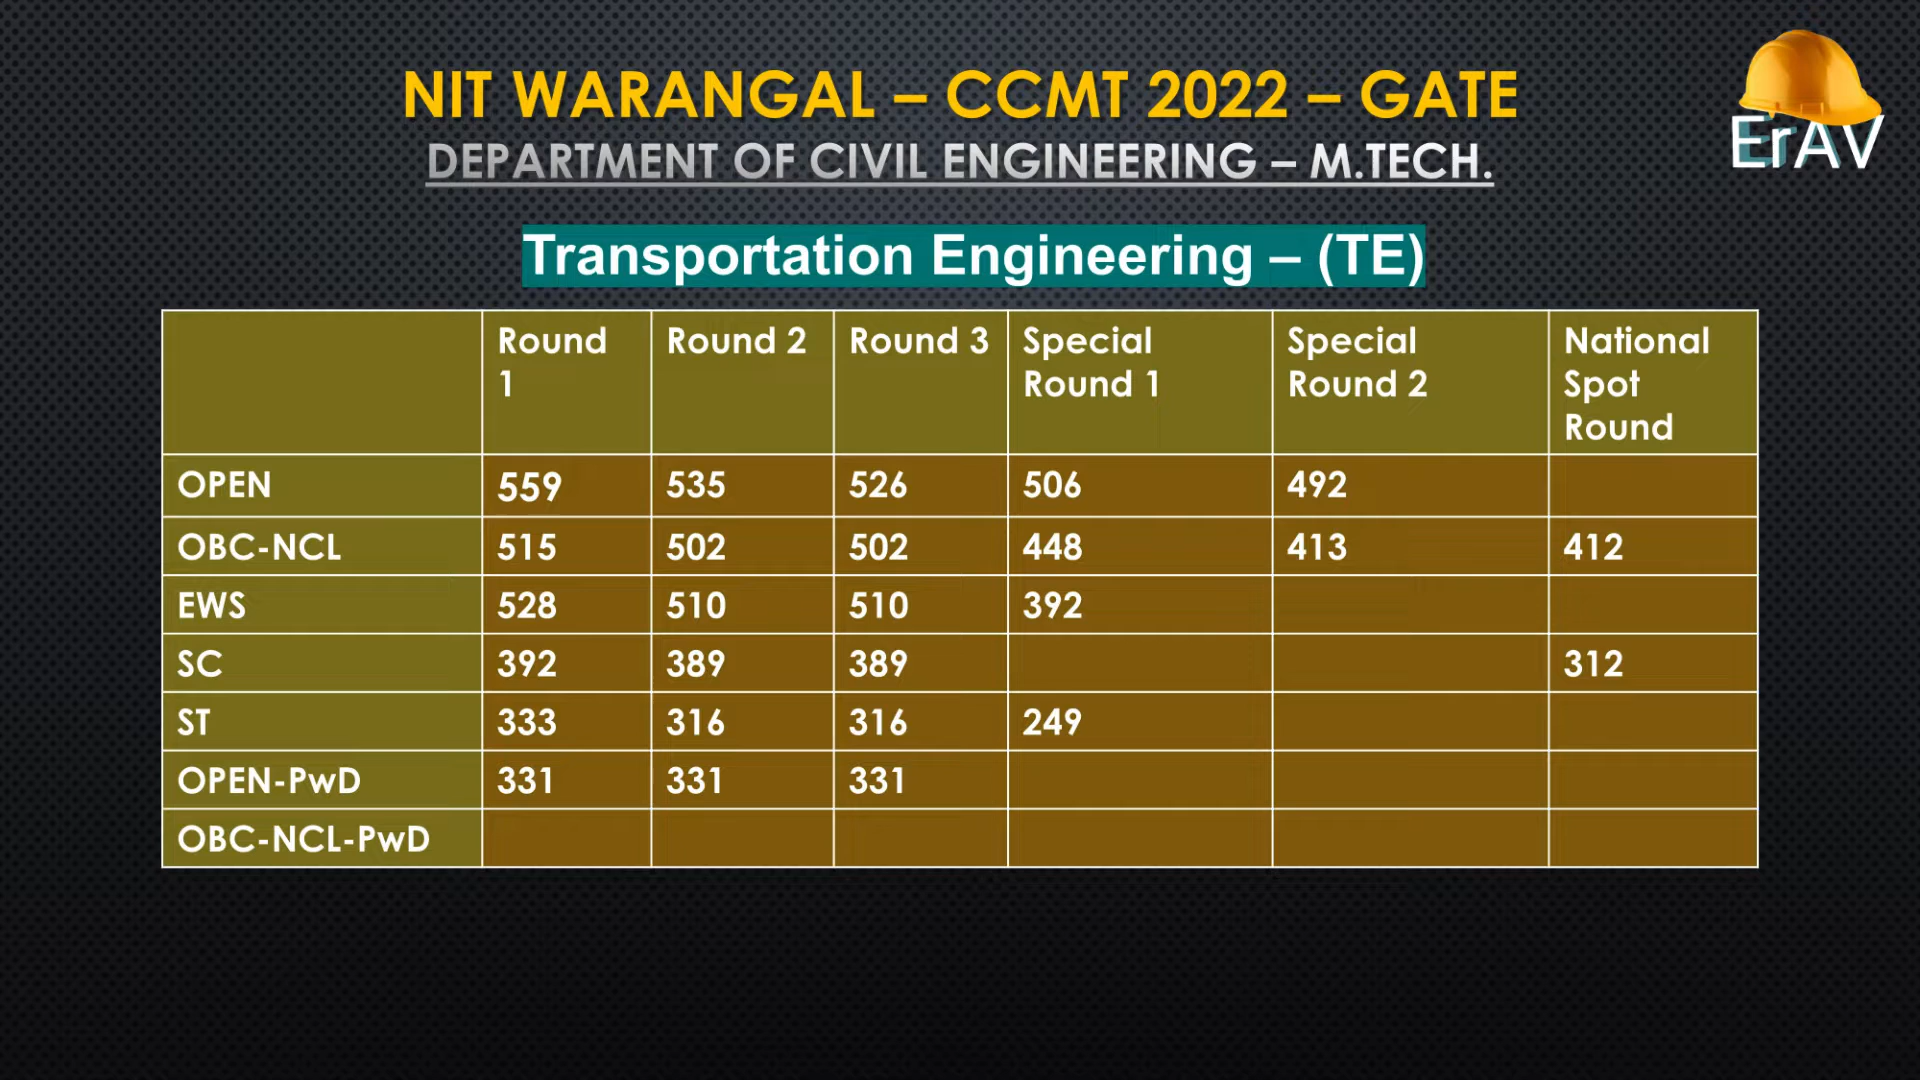 NIT WARANGAL – CCMT 2022 – GATE
DEPARTMENT OF CIVIL ENGINEERING – M.TECH.
ErAV
Transportation Engineering – (TE)
Round 1 Round 2 Round 3 Special Round 1 Special Round 2 National Spot Round
OPEN 559 535 526 506 492
OBC-NCL 515 502 502 448 413 412
EWS 528 510 510 392
SC 392 389 389 312
ST 333 316 316 249
OPEN-PwD 331 331 331
OBC-NCL-PwD